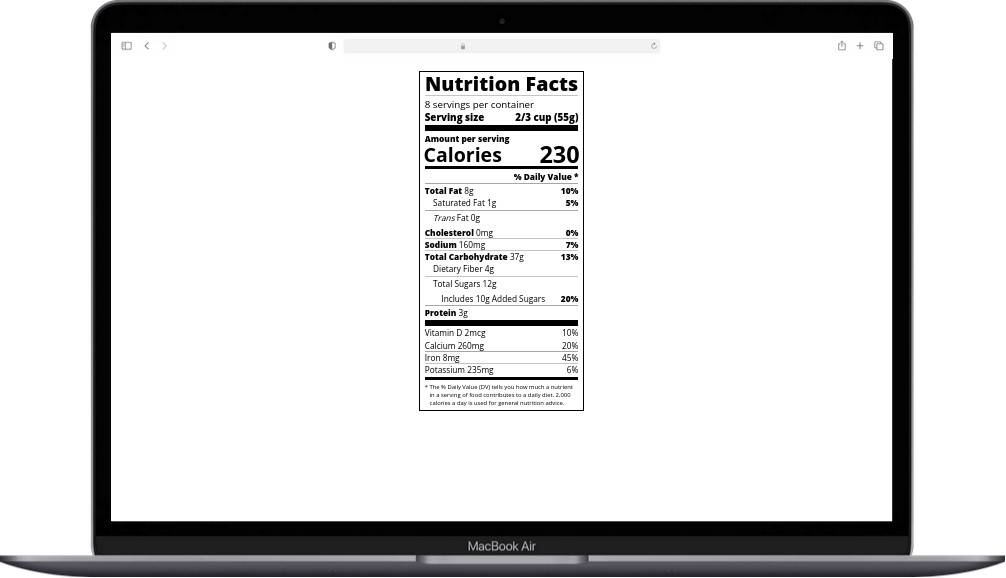 Nutrition Facts
8 servings per container
Serving size 2/3 cup (55g)
Amount per serving
Calories 230
% Daily Value *
Total Fat 8g 10%
Saturated Fat 1g 5%
Trans Fat 0g
Cholesterol 0mg 0%
Sodium 160mg 7%
Total Carbohydrate 37g 13%
Dietary Fiber 4g
Total Sugars 12g
Includes 10g Added Sugars 20%
Protein 3g
Vitamin D 2mcg 10%
Calcium 260mg 20%
Iron 8mg 45%
Potassium 235mg 6%
* The % Daily Value (DV) tells you how much a nutrient
in a serving of food contributes to a daily diet. 2,000
calories a day is used for general nutrition advice.
MacBook Air